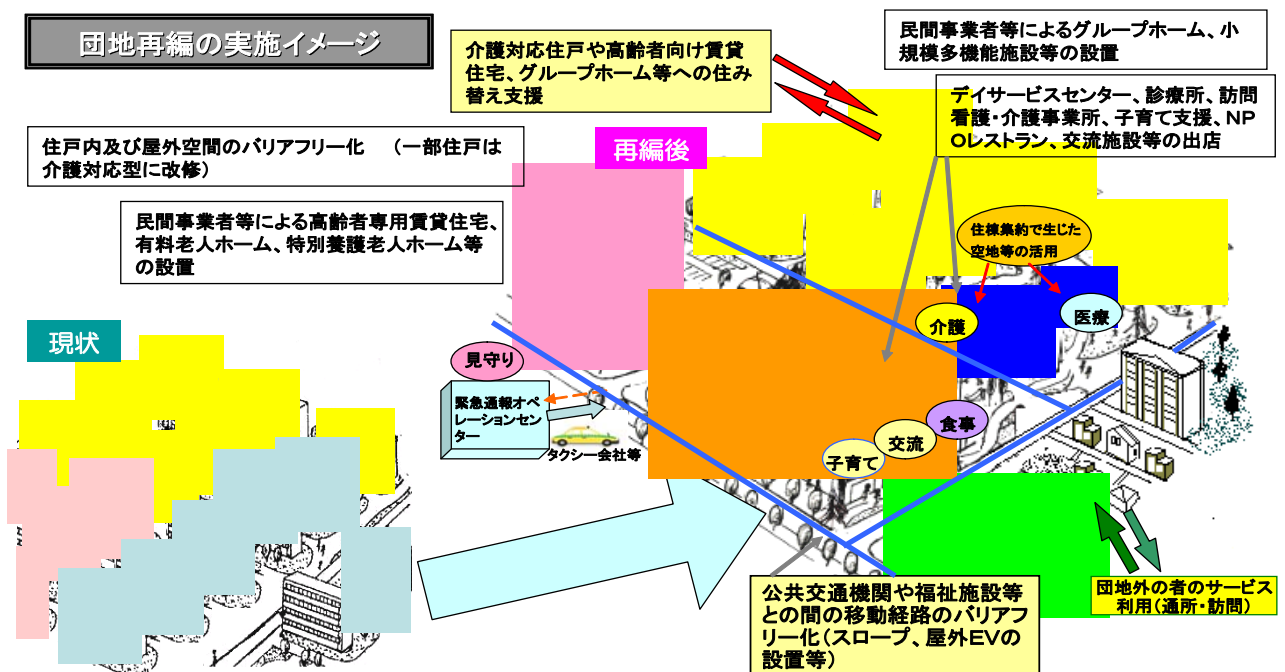 団地再編の実施イメージ
介護対応住戸や高齢者向け賃貸
住宅、グループホーム等への住み
替え支援
民間事業者等によるグループホーム、小
規模多機能施設等の設置
デイサービスセンター、診療所、訪問
看護・介護事業所、子育て支援、NP
Oレストラン、交流施設等の出店
住戸内及び屋外空間のバリアフリー化　（一部住戸は
介護対応型に改修）
再編後
民間事業者等による高齢者専用賃貸住宅、
有料老人ホーム、特別養護老人ホーム等
の設置
住棟集約で生じた
空地等の活用
介護
医療
現状
見守り
緊急通報オペ
レーションセン
ター
タクシー会社等
食事
交流
子育て
公共交通機関や福祉施設等
との間の移動経路のバリアフ
リー化（スロープ、屋外EVの
設置等）
団地外の者のサービス
利用（通所・訪問）